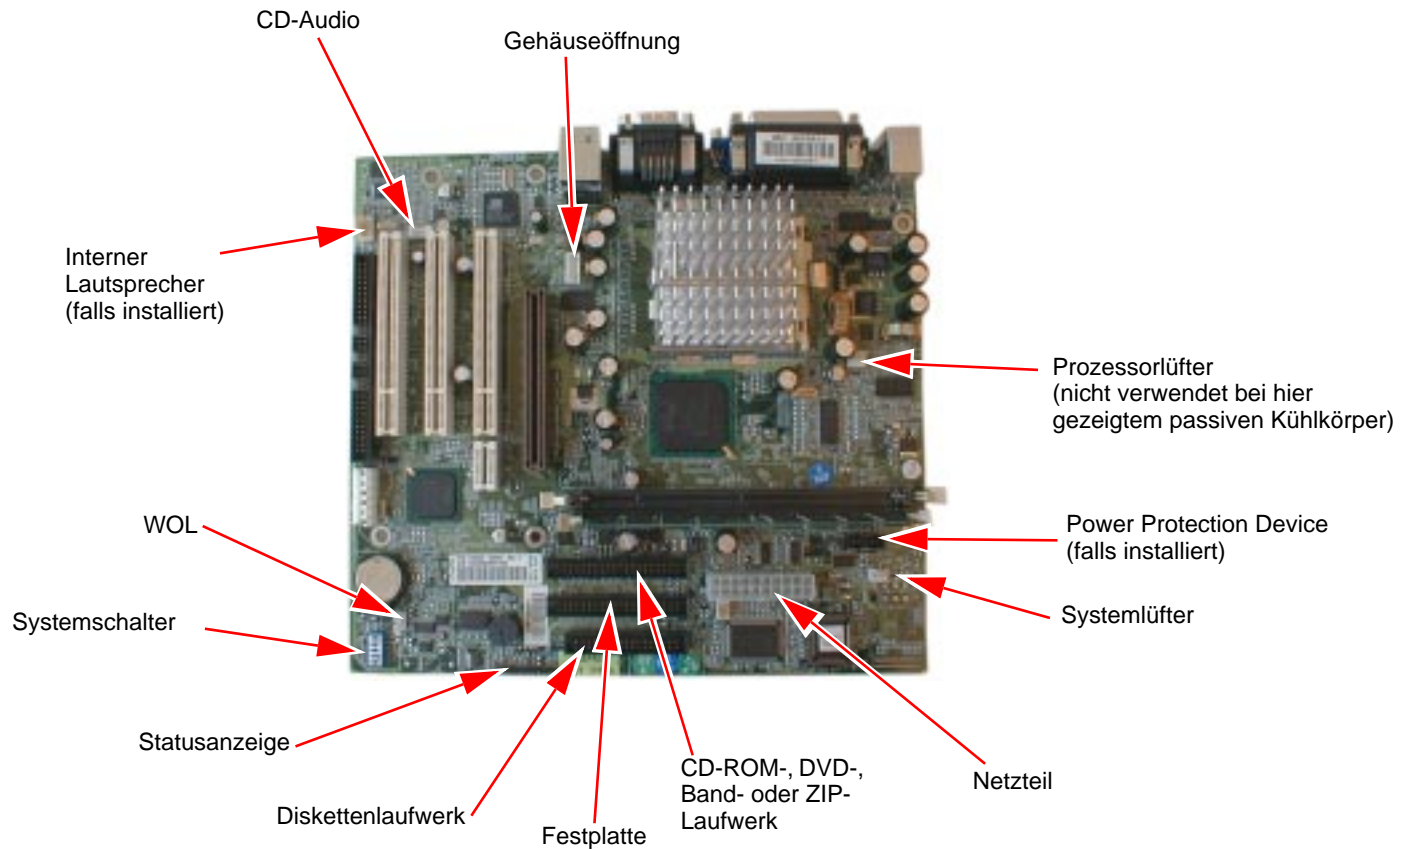 CD-Audio
Gehäuseöffnung
Interner
Lautsprecher
(falls installiert)
Prozessorlüfter
(nicht verwendet bei hier
gezeigtem passiven Kühlkörper)
WOL
Power Protection Device
(falls installiert)
Systemschalter
Systemlüfter
Statusanzeige
CD-ROM-, DVD-,
Band- oder ZIP-
Laufwerk
Netzteil
Diskettenlaufwerk
Festplatte